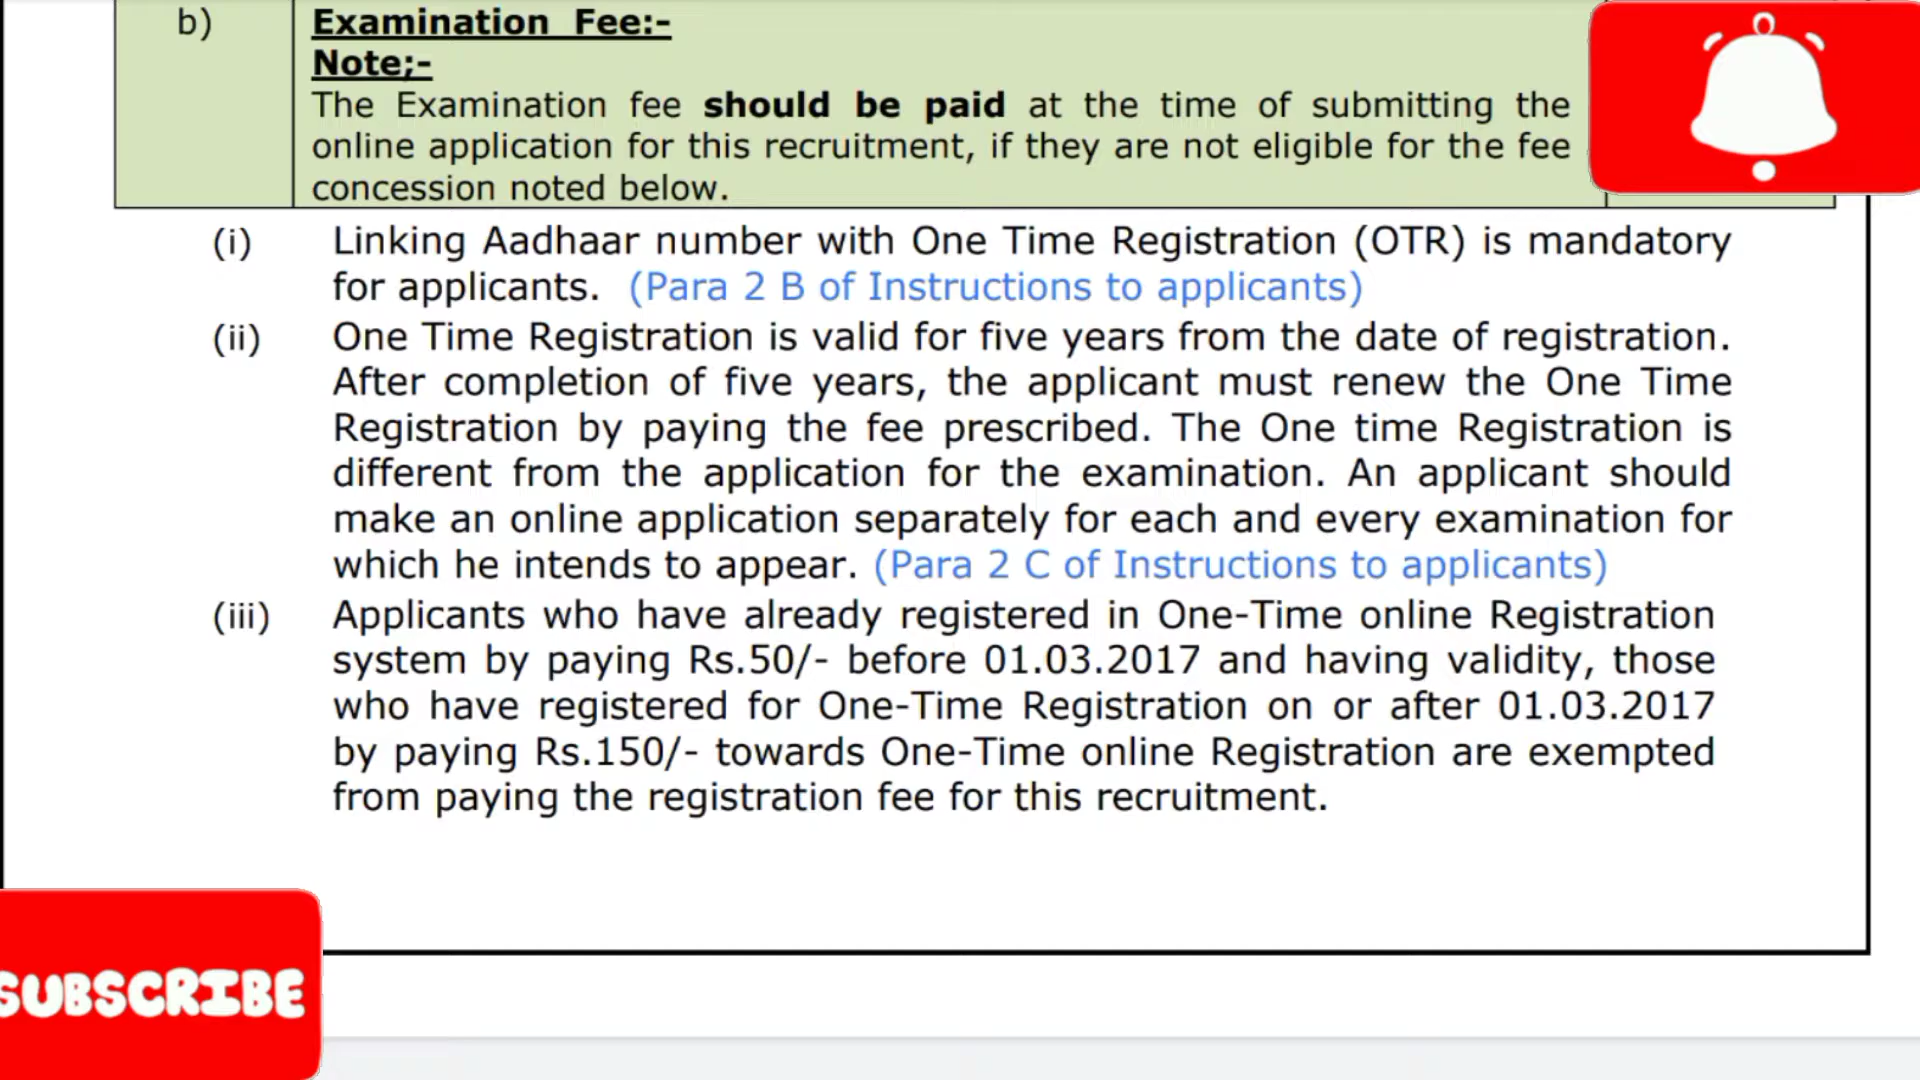 b)
Examination Fee:-
Note;-
The Examination fee should be paid at the time of submitting the
online application for this recruitment, if they are not eligible for the fee
concession noted below.
(i) Linking Aadhaar number with One Time Registration (OTR) is mandatory
for applicants. (Para 2 B of Instructions to applicants)
(ii) One Time Registration is valid for five years from the date of registration.
After completion of five years, the applicant must renew the One Time
Registration by paying the fee prescribed. The One time Registration is
different from the application for the examination. An applicant should
make an online application separately for each and every examination for
which he intends to appear. (Para 2 C of Instructions to applicants)
(iii) Applicants who have already registered in One-Time online Registration
system by paying Rs.50/- before 01.03.2017 and having validity, those
who have registered for One-Time Registration on or after 01.03.2017
by paying Rs.150/- towards One-Time online Registration are exempted
from paying the registration fee for this recruitment.
SUBSCRIBE